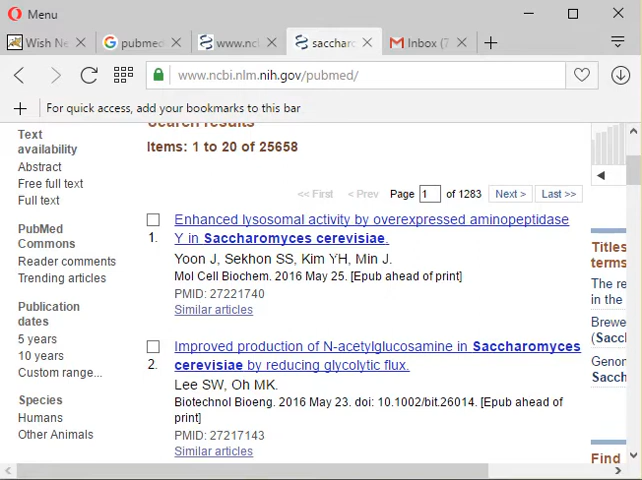 Menu
Wish Ne
pubmed
www.nc
saccharo
Inbox (7
www.ncbi.nlm.nih.gov/pubmed/
For quick access, add your bookmarks to this bar
Text
availability
Abstract
Free full text
Full text
PubMed
Commons
Reader comments
Trending articles
Publication
dates
5 years
10 years
Custom range...
Species
Humans
Other Animals
Search results
Items: 1 to 20 of 25658
<< First < Prev Page 1 of 1283 Next > Last >>
Enhanced lysosomal activity by overexpressed aminopeptidase
1. Y in Saccharomyces cerevisiae.
Yoon J, Sekhon SS, Kim YH, Min J.
Mol Cell Biochem. 2016 May 25. [Epub ahead of print]
PMID: 27221740
Similar articles
Improved production of N-acetylglucosamine in Saccharomyces
2. cerevisiae by reducing glycolytic flux.
Lee SW, Oh MK.
Biotechnol Bioeng. 2016 May 23. doi: 10.1002/bit.26014. [Epub ahead of
print]
PMID: 27217143
Similar articles
Titles
terms
The re
in the
Brewe
(Sacc
Genor
Sacch
Find